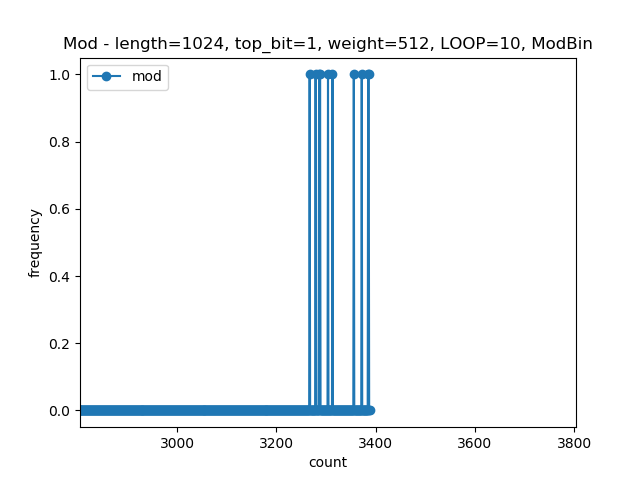 Mod - length=1024, top_bit=1, weight=512, LOOP=10, ModBin
mod
1.0
0.8
0.6
0.4
0.2
0.0
frequency
3000
3200
3400
3600
3800
count